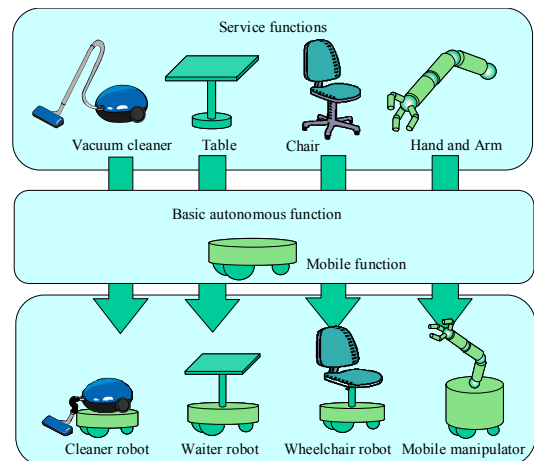 Service functions
Vacuum cleaner
Table
Chair
Hand and Arm
Basic autonomous function
Mobile function
Cleaner robot
Waiter robot
Wheelchair robot
Mobile manipulator